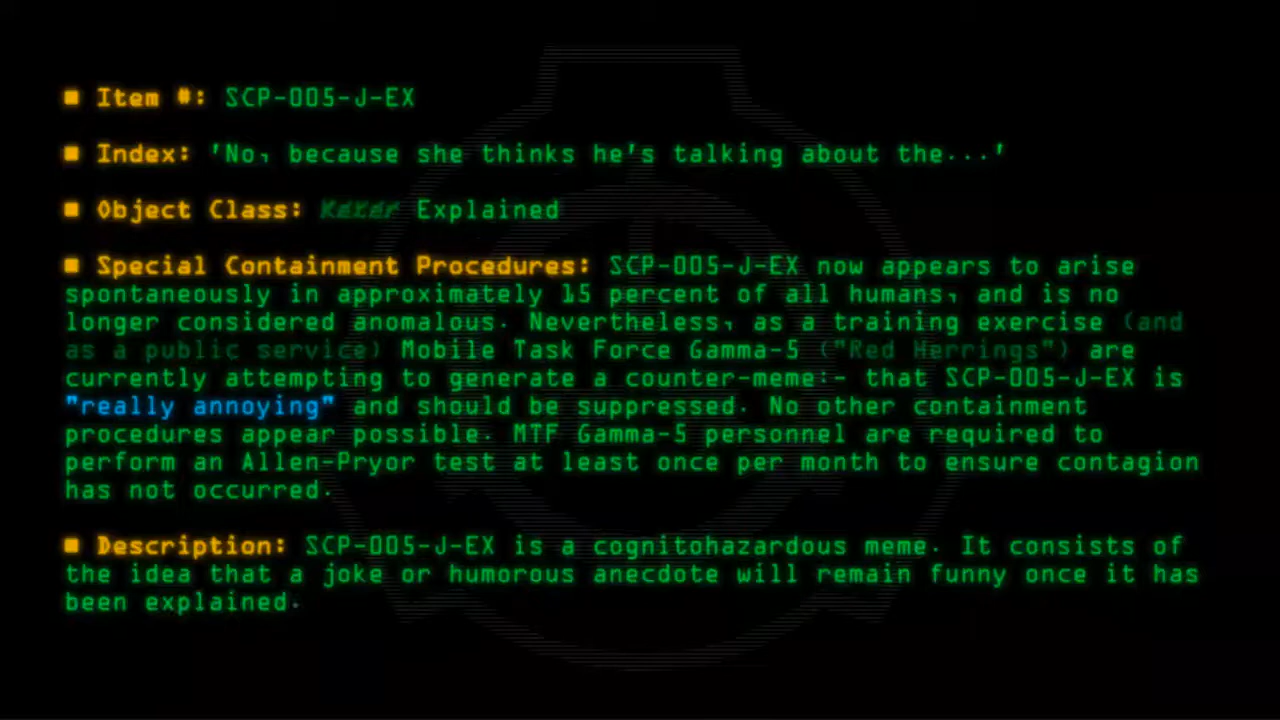 ■ Item #: SCP-005-J-EX
■ Index: 'No, because she thinks he's talking about the...'
■ Object Class: Keter Explained
■ Special Containment Procedures: SCP-005-J-EX now appears to arise
spontaneously in approximately 15 percent of all humans, and is no
longer considered anomalous. Nevertheless, as a training exercise (and
as a public service) Mobile Task Force Gamma-5 ("Red Herrings") are
currently attempting to generate a counter-meme:- that SCP-005-J-EX is
"really annoying" and should be suppressed. No other containment
procedures appear possible. MTF Gamma-5 personnel are required to
perform an Allen-Pryor test at least once per month to ensure contagion
has not occurred.
■ Description: SCP-005-J-EX is a cognitohazardous meme. It consists of
the idea that a joke or humorous anecdote will remain funny once it has
been explained.